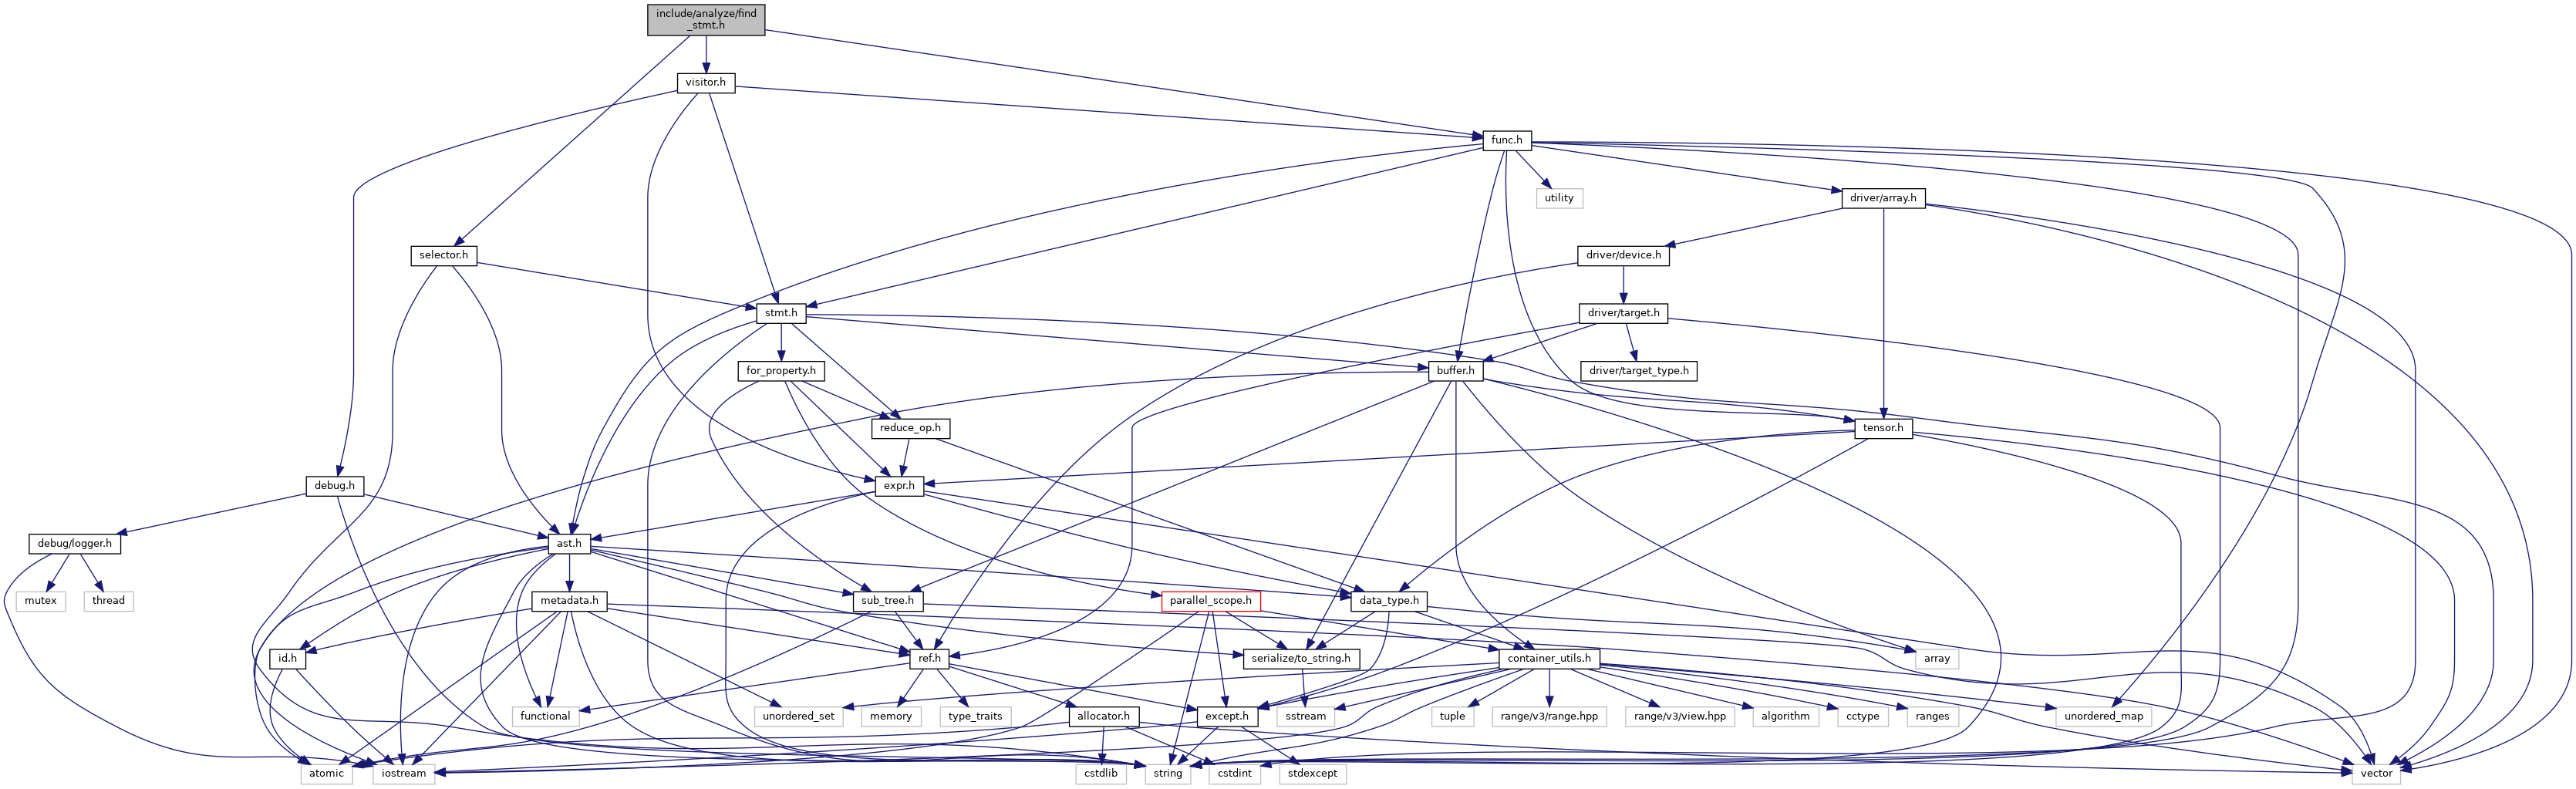 include/analyze/find
_stmt.h
visitor.h
func.h
utility
driver/array.h
selector.h
driver/device.h
stmt.h
driver/target.h
for_property.h
buffer.h
driver/target_type.h
reduce_op.h
tensor.h
debug.h
expr.h
debug/logger.h
ast.h
mutex
thread
metadata.h
sub_tree.h
parallel_scope.h
data_type.h
id.h
ref.h
serialize/to_string.h
container_utils.h
array
functional
unordered_set
memory
type_traits
allocator.h
except.h
sstream
tuple
range/v3/range.hpp
range/v3/view.hpp
algorithm
cctype
ranges
unordered_map
atomic
iostream
cstdlib
string
cstdint
stdexcept
vector